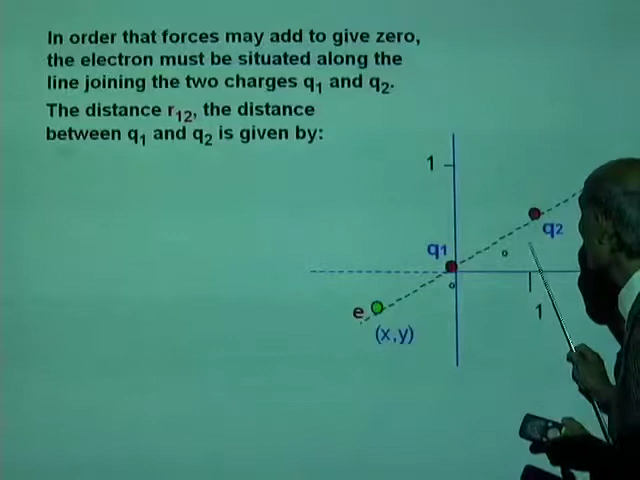 In order that forces may add to give zero,
the electron must be situated along the
line joining the two charges q1 and q2.
The distance r12, the distance
between q1 and q2 is given by:
1
q2
q1
e
1
(x,y)